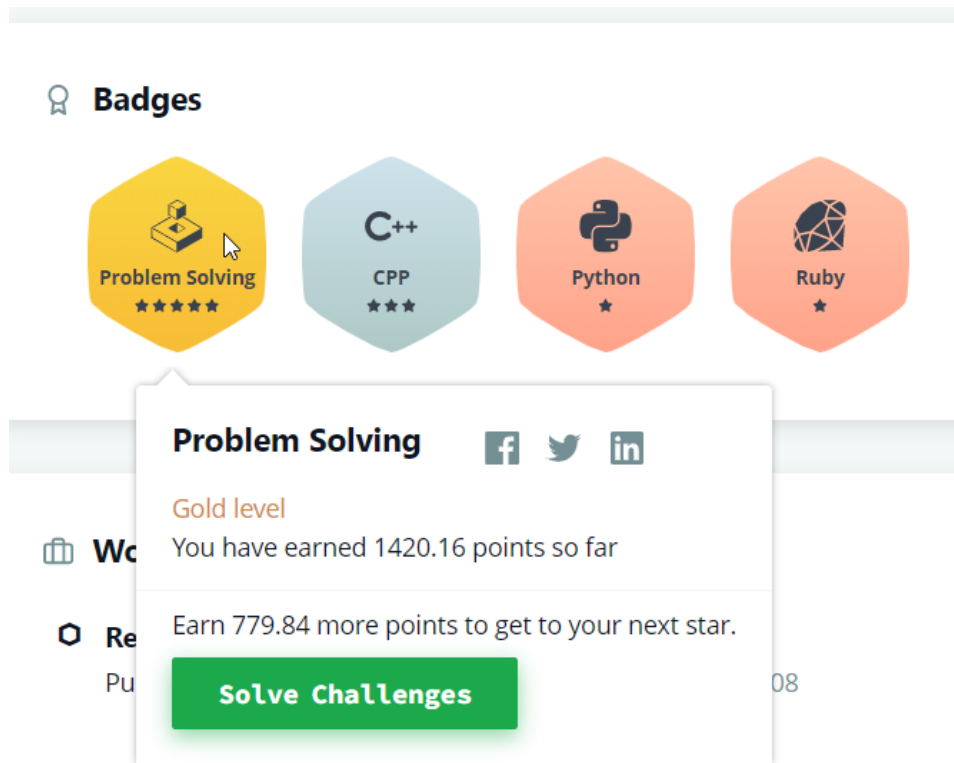 Badges
C++
Problem Solving
CPP
Python
Ruby
Problem Solving
Gold level
You have earned 1420.16 points so far
Earn 779.84 more points to get to your next star.
Solve Challenges
08